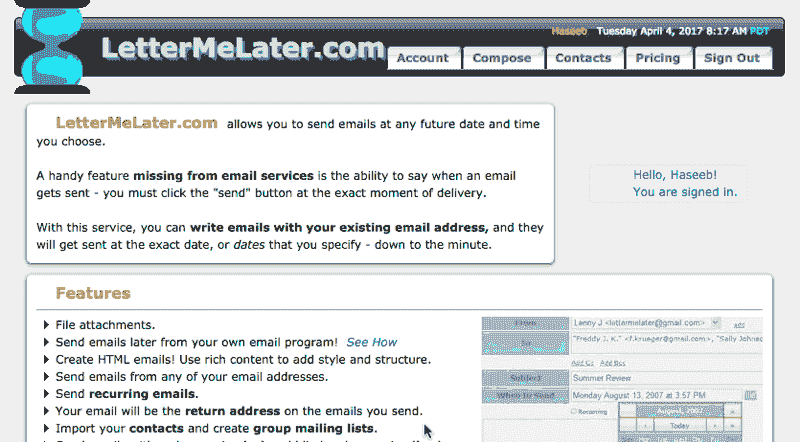 Haseeb Tuesday April 4, 2017 8:17 AM PDT
LetterMeLater.com
Account Compose Contacts Pricing Sign Out
LetterMeLater.com allows you to send emails at any future date and time
you choose.
A handy feature missing from email services is the ability to say when an email
gets sent - you must click the "send" button at the exact moment of delivery.
With this service, you can write emails with your existing email address, and they
will get sent at the exact date, or dates that you specify - down to the minute.
Hello, Haseeb!
You are signed in.
Features
File attachments.
Send emails later from your own email program! See How
Create HTML emails! Use rich content to add style and structure.
Send emails from any of your email addresses.
Send recurring emails.
Your email will be the return address on the emails you send.
Import your contacts and create group mailing lists.
From Lenny J <lettermelater@gmail.com> add
To "Freddy J. K." <f.krueger@gmail.com>, "Sally Johnso
Add Cc Add Bcc
Subject Summer Review
When to Send Monday August 13, 2007 at 3:57 PM
Recurring
Today